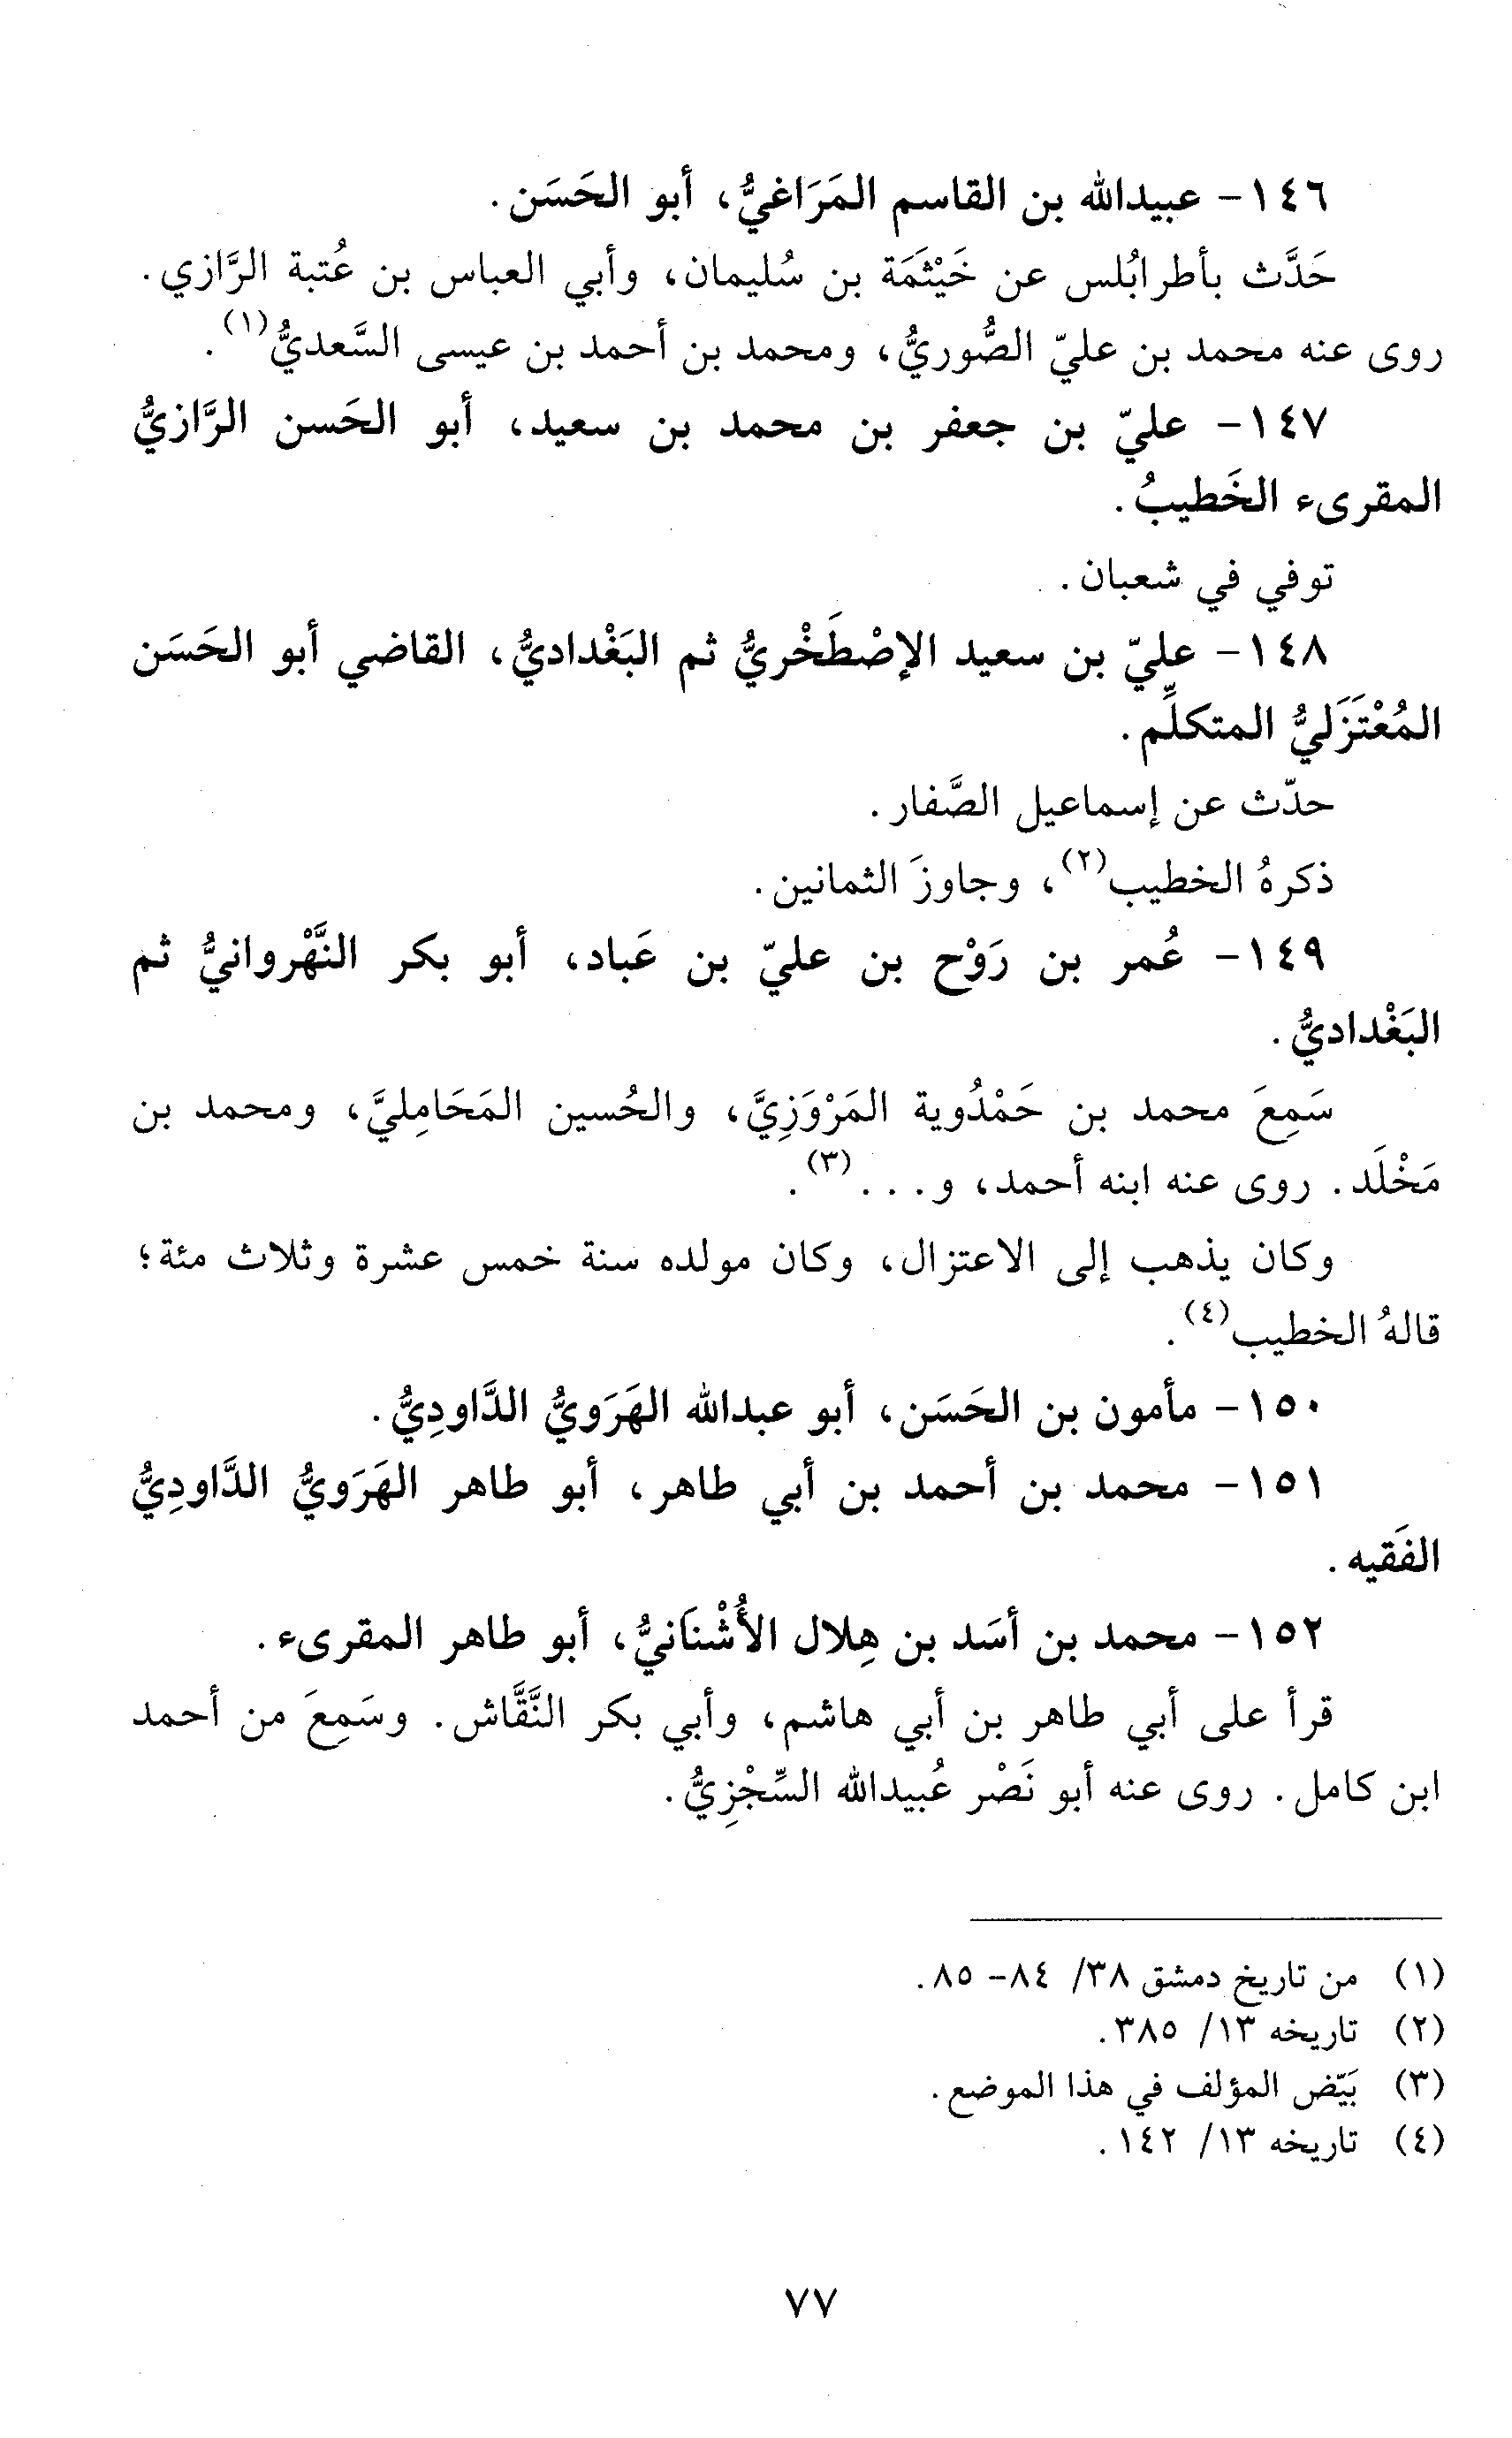 ١٤٦- عبيدالله بن القاسم المَرَاغيُّ، أبو الحَسَن.
حَدَّث بأطرابُلس عن خَيْثَمَة بن سُليمان، وأبي العباس بن عُتبة الرَّازي.
روى عنه محمد بن عليّ الصُّوريُّ، ومحمد بن أحمد بن عيسى السَّعديُّ(١).
١٤٧- عليّ بن جعفر بن محمد بن سعيد، أبو الحَسن الرَّازيُّ
المقرىء الخَطيبُ.
توفي في شعبان.
١٤٨- عليّ بن سعيد الإصْطَخْريُّ ثم البَغْداديُّ، القاضي أبو الحَسَن
المُعْتَزَليُّ المتكلِّم.
حدّث عن إسماعيل الصَّفار.
ذكرهُ الخطيب(٢)، وجاوزَ الثمانين.
١٤٩- عُمر بن رَوْح بن عليّ بن عَباد، أبو بكر النَّهْروانيُّ ثم
البَغْداديُّ.
سَمِعَ محمد بن حَمْدُوية المَرْوَزِيَّ، والحُسين المَحَامِليَّ، ومحمد بن
مَخْلَد. روى عنه ابنه أحمد، و...(٣).
وكان يذهب إلى الاعتزال، وكان مولده سنة خمس عشرة وثلاث مئة؛
قالهُ الخطيب(٤).
١٥٠- مأمون بن الحَسَن، أبو عبدالله الهَرَويُّ الدَّاودِيُّ.
١٥١- محمد بن أحمد بن أبي طاهر، أبو طاهر الهَرَويُّ الدَّاودِيُّ
الفَقيه.
١٥٢- محمد بن أسَد بن هِلال الأُشْنَانيُّ، أبو طاهر المقرىء.
قرأ على أبي طاهر بن أبي هاشم، وأبي بكر النَّقَّاش. وسَمِعَ من أحمد
ابن كامل. روى عنه أبو نَصْر عُبيدالله السِّجْزِيُّ.
(١) من تاريخ دمشق ٣٨/ ٨٤- ٨٥.
(٢) تاريخه ١٣/ ٣٨٥.
(٣) بَيّض المؤلف في هذا الموضع.
(٤) تاريخه ١٣/ ١٤٢.
٧٧